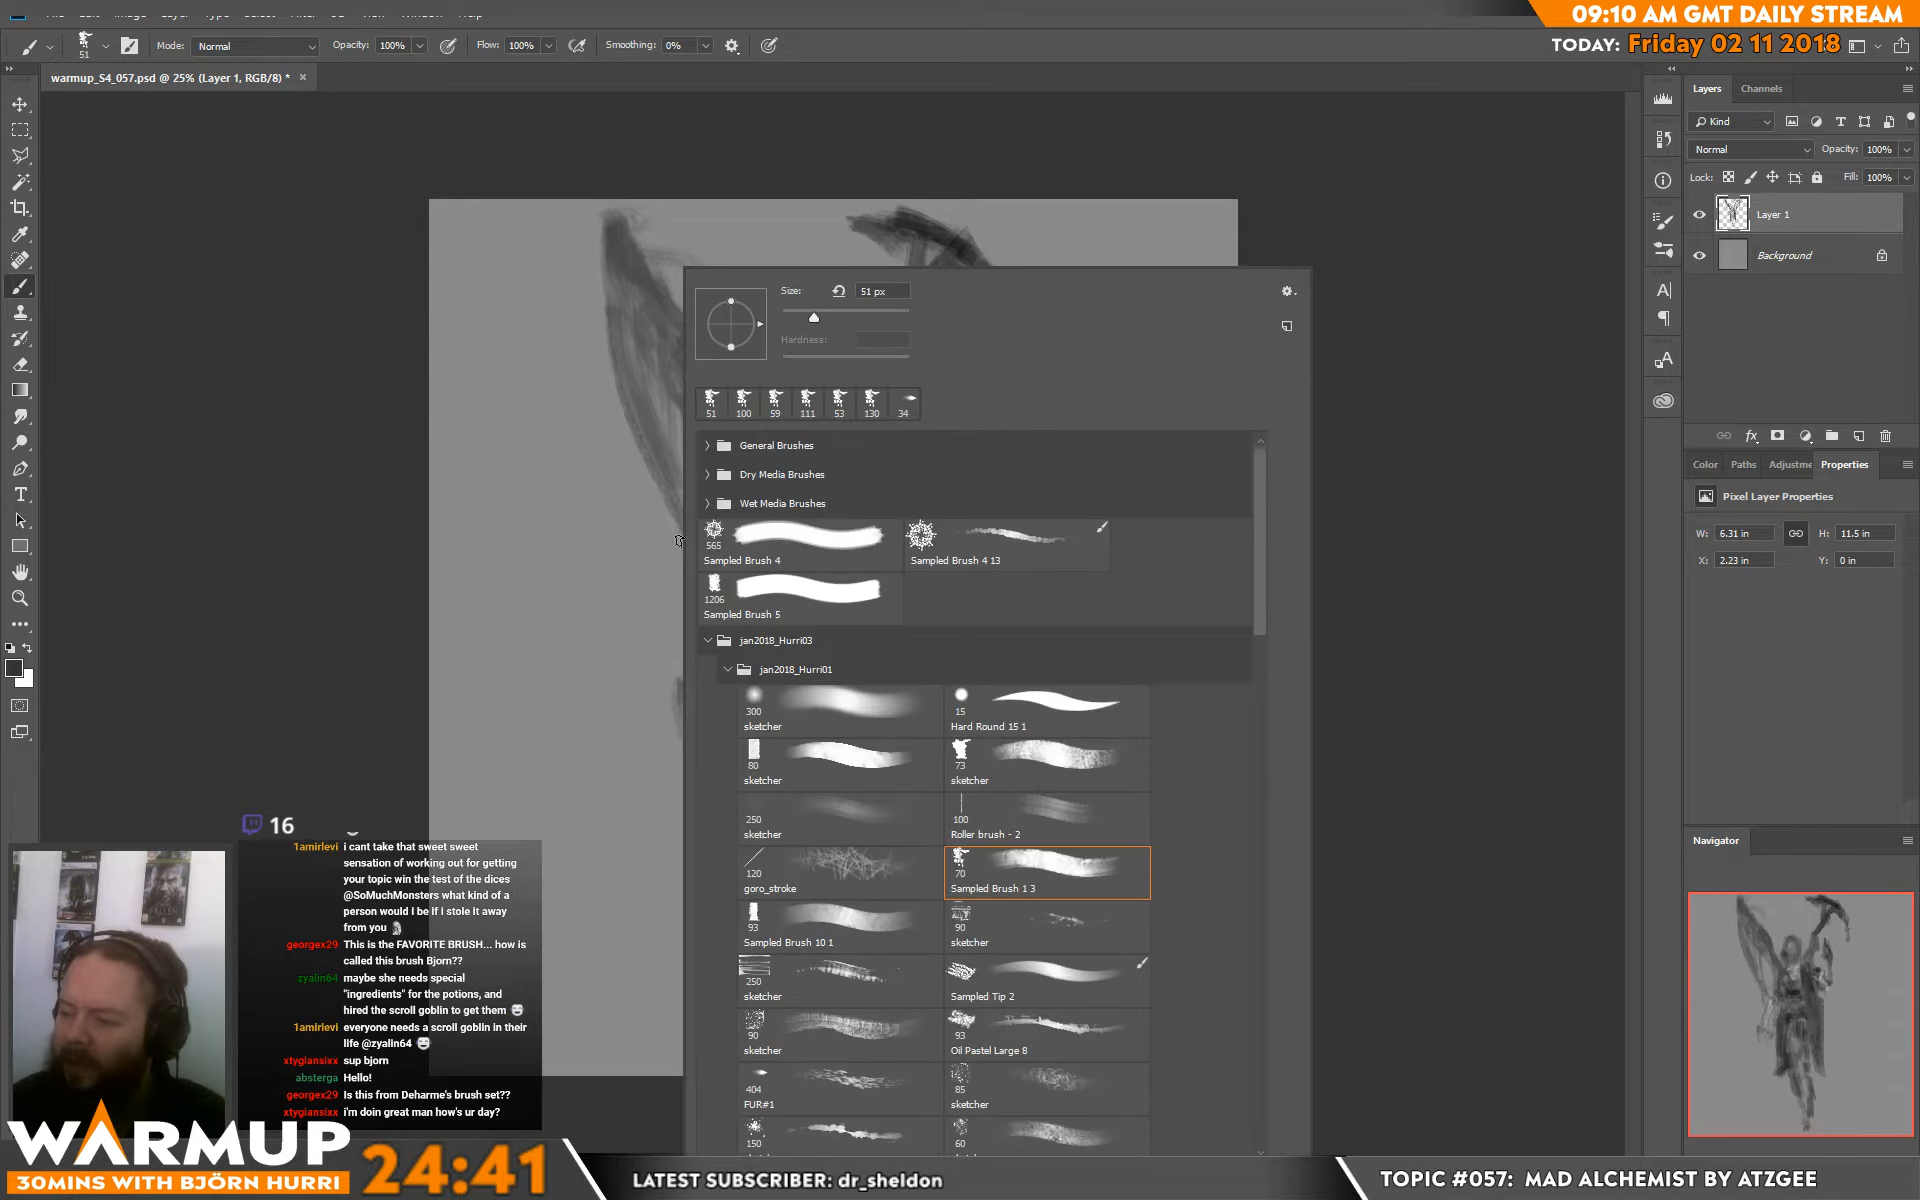 09:10 AM GMT DAILY STREAM
TODAY: Friday 02 11 2018
51
Mode: Normal
Opacity: 100%
Flow: 100%
Smoothing: 0%
warmup_S4_057.psd @ 25% (Layer 1, RGB/8) *
Layers
Channels
Kind
Normal
Opacity: 100%
Lock:
Fill: 100%
Layer 1
Background
fx
Color
Paths
Adjustme
Properties
Pixel Layer Properties
W: 6.31 in
H: 11.5 in
X: 2.23 in
Y: 0 in
Navigator
Size:
51 px
Hardness:
51
100
59
111
53
130
34
General Brushes
Dry Media Brushes
Wet Media Brushes
565
Sampled Brush 4
Sampled Brush 4 13
1206
Sampled Brush 5
jan2018_Hurri03
jan2018_Hurri01
300
sketcher
15
Hard Round 15 1
80
sketcher
73
sketcher
250
sketcher
100
Roller brush - 2
120
goro_stroke
70
Sampled Brush 1 3
93
Sampled Brush 10 1
90
sketcher
250
sketcher
Sampled Tip 2
90
sketcher
93
Oil Pastel Large 8
404
FUR#1
85
sketcher
150
60
16
1amirlevi i cant take that sweet sweet
sensation of working out for getting
your topic win the test of the dices
@SoMuchMonsters what kind of a
person would I be if i stole it away
from you
georgex29 This is the FAVORITE BRUSH... how is
called this brush Bjorn??
zyalin64 maybe she needs special
"ingredients" for the potions, and
hired the scroll goblin to get them
1amirlevi everyone needs a scroll goblin in their
life @zyalin64
xtygiansixx sup bjorn
absterga Hello!
georgex29 Is this from Deharme's brush set??
xtygiansixx i'm doin great man how's ur day?
WARMUP
30MINS WITH BJÖRN HURRI
24:41
LATEST SUBSCRIBER: dr_sheldon
TOPIC #057: MAD ALCHEMIST BY ATZGEE